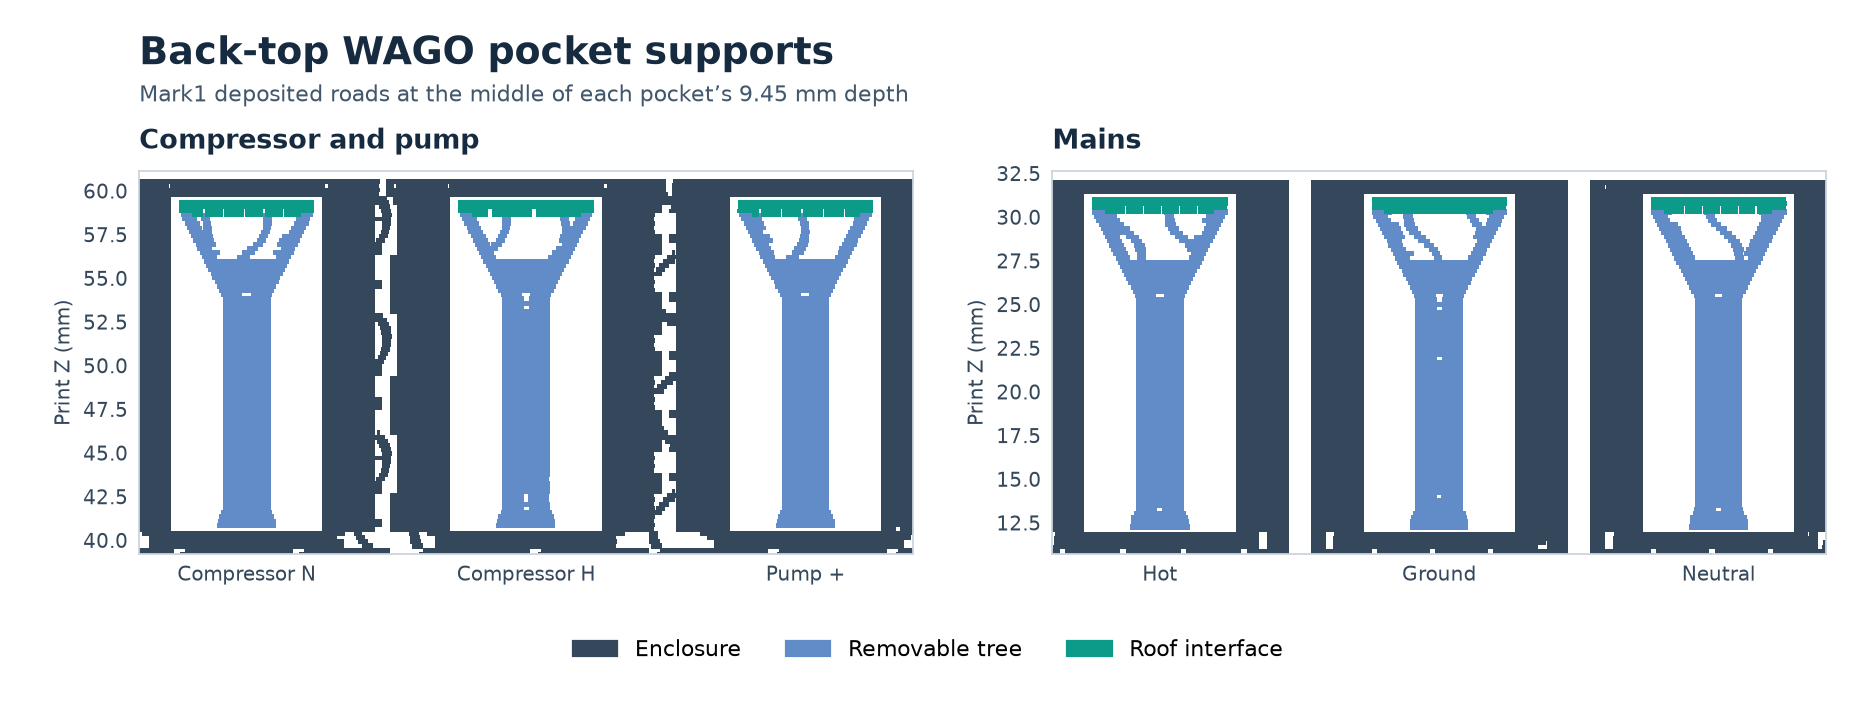 Back-top WAGO pocket supports
Mark1 deposited roads at the middle of each pocket’s 9.45 mm depth
Compressor and pump
Print Z (mm)
60.0
57.5
55.0
52.5
50.0
47.5
45.0
42.5
40.0
Compressor N
Compressor H
Pump +
Mains
Print Z (mm)
32.5
30.0
27.5
25.0
22.5
20.0
17.5
15.0
12.5
Hot
Ground
Neutral
Enclosure
Removable tree
Roof interface